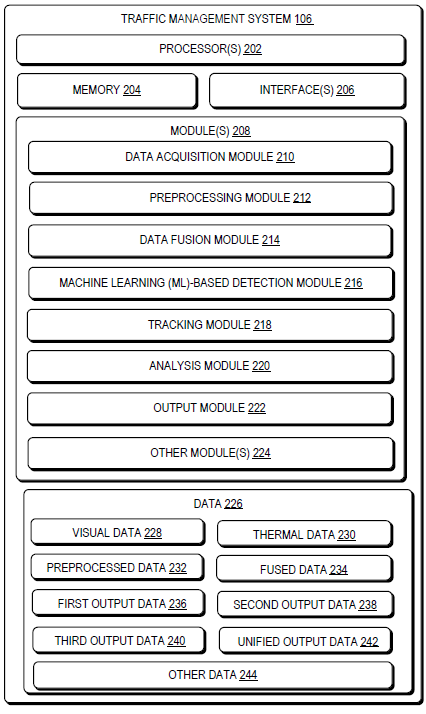 TRAFFIC MANAGEMENT SYSTEM 106
PROCESSOR(S) 202
MEMORY 204
INTERFACE(S) 206
MODULE(S) 208
DATA ACQUISITION MODULE 210
PREPROCESSING MODULE 212
DATA FUSION MODULE 214
MACHINE LEARNING (ML)-BASED DETECTION MODULE 216
TRACKING MODULE 218
ANALYSIS MODULE 220
OUTPUT MODULE 222
OTHER MODULE(S) 224
DATA 226
VISUAL DATA 228
THERMAL DATA 230
PREPROCESSED DATA 232
FUSED DATA 234
FIRST OUTPUT DATA 236
SECOND OUTPUT DATA 238
THIRD OUTPUT DATA 240
UNIFIED OUTPUT DATA 242
OTHER DATA 244